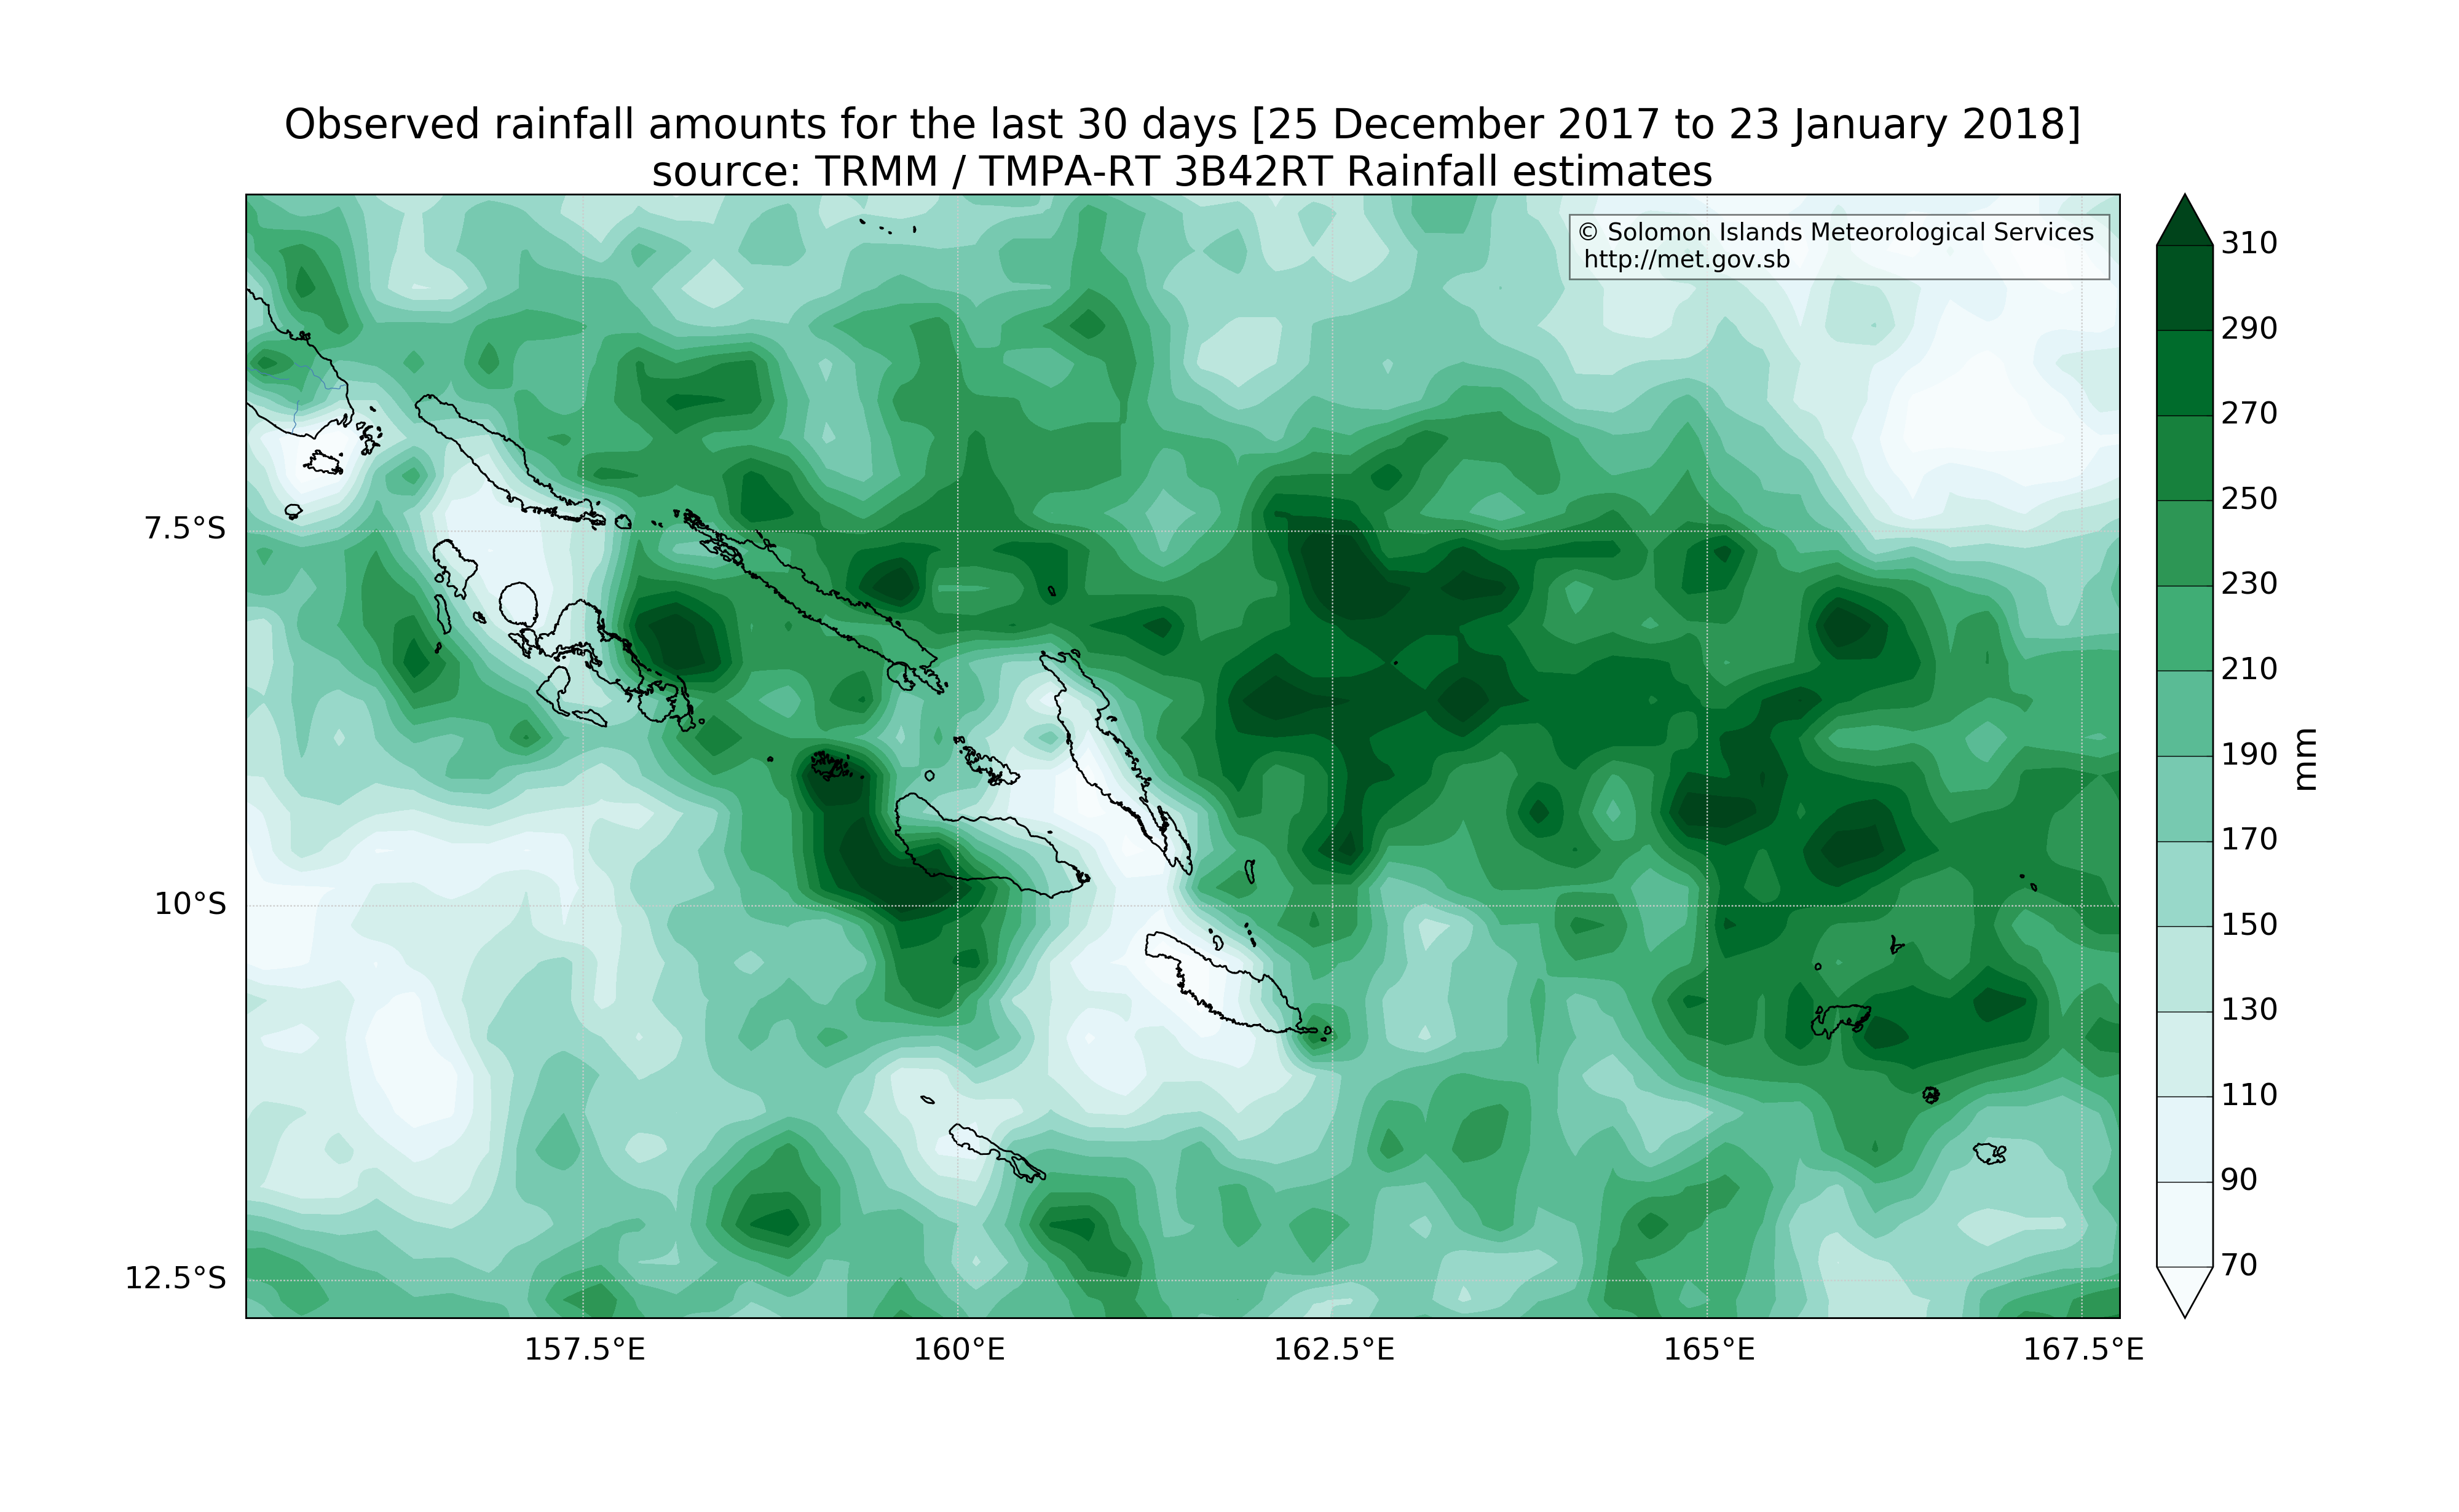 Observed rainfall amounts for the last 30 days [25 December 2017 to 23 January 2018]
source: TRMM / TMPA-RT 3B42RT Rainfall estimates
© Solomon Islands Meteorological Services
http://met.gov.sb
7.5°S
10°S
12.5°S
157.5°E
160°E
162.5°E
165°E
167.5°E
310
290
270
250
230
210
190
170
150
130
110
90
70
mm